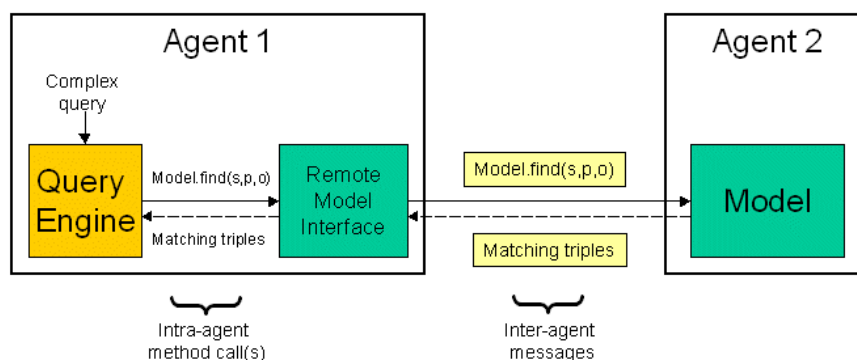 Agent 1
Agent 2
Complex
query
Query
Engine
Model.find(s,p,o)
Matching triples
Remote
Model
Interface
Model.find(s,p,o)
Matching triples
Model
Intra-agent
method call(s)
Inter-agent
messages